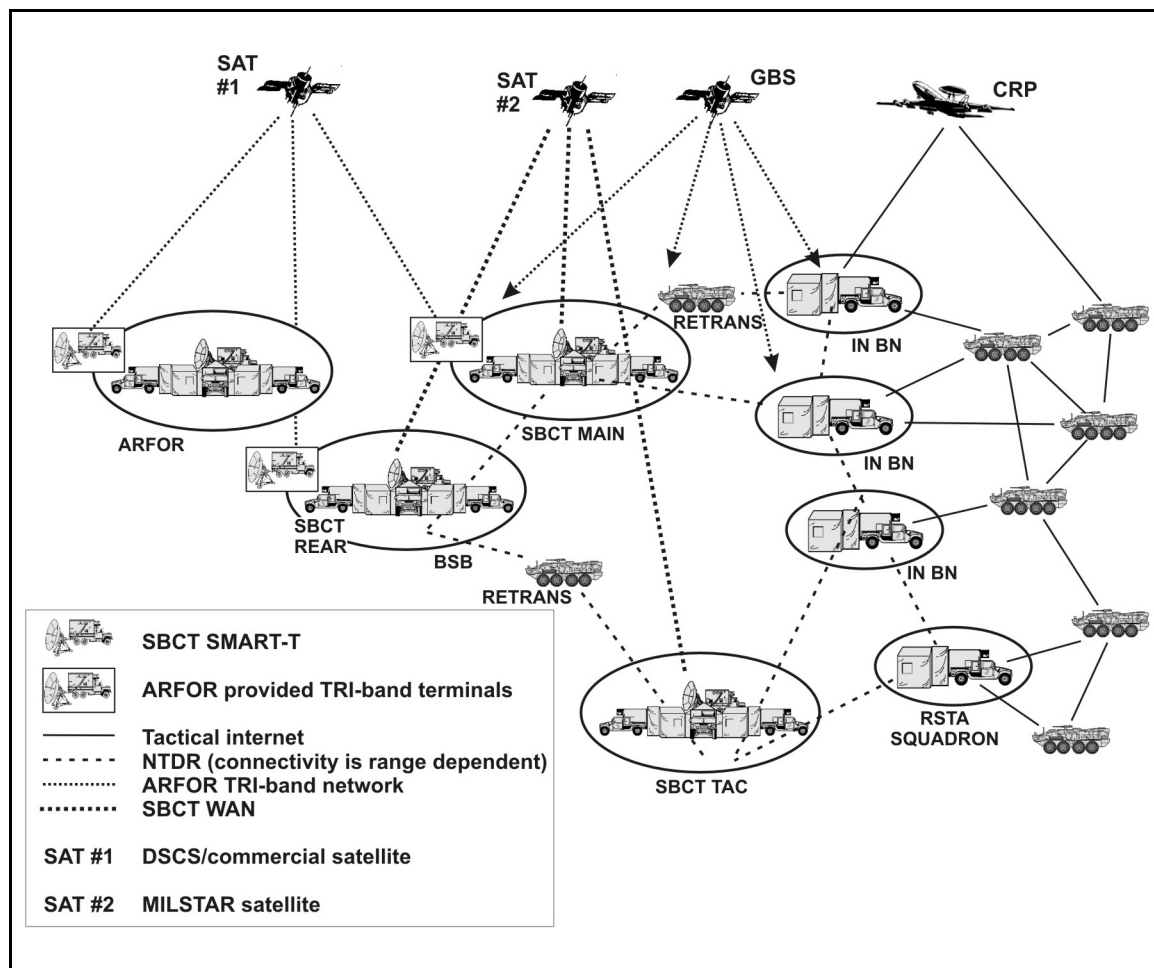 SAT
#1
SAT
#2
GBS
CRP
RETRANS
IN BN
ARFOR
SBCT MAIN
IN BN
SBCT
REAR
BSB
RETRANS
IN BN
RSTA
SQUADRON
SBCT TAC
SBCT SMART-T
ARFOR provided TRI-band terminals
Tactical internet
NTDR (connectivity is range dependent)
ARFOR TRI-band network
SBCT WAN
SAT #1 DSCS/commercial satellite
SAT #2 MILSTAR satellite